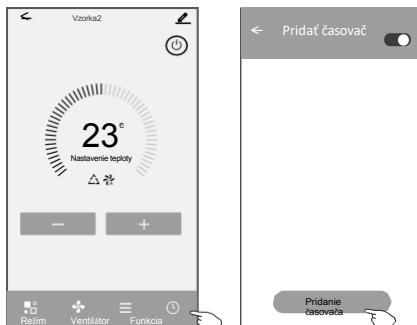 Vzorka2
23°c
Nastavenie teploty
Režim Ventilátor Funkcia
Pridať časovač
Pridanie
časovača